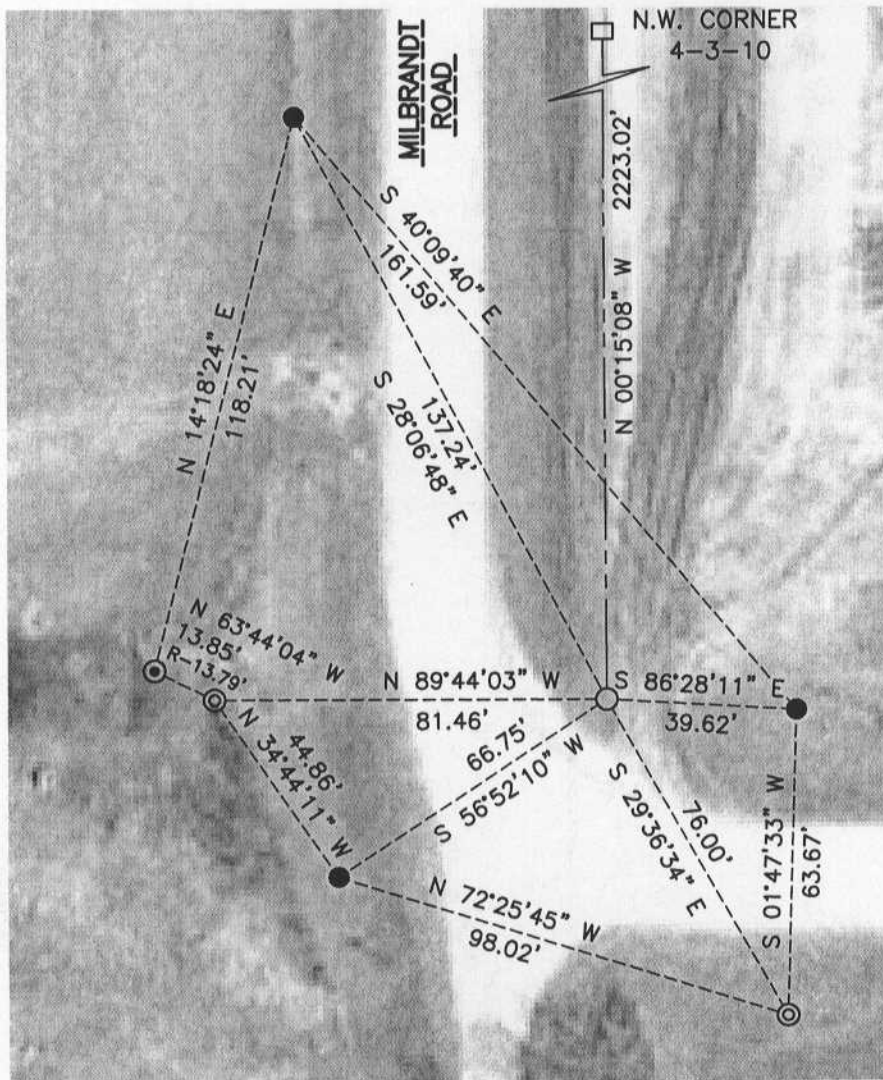 N.W. CORNER
4-3-10
MILBRANDT
ROAD
2223.02'
N 00°15'08" W
S 40°09'40" E
161.59'
137.24'
S 28°06'48" E
N 14°18'24" E
118.21'
N 63°44'04" W
13.85'
R-13.79'
N 89°44'03" W
81.46'
S 86°28'11" E
39.62'
44.86'
N 34°44'11" W
66.75'
S 56°52'10" W
76.00'
S 29°36'34" E
S 01°47'33" W
63.67'
N 72°25'45" W
98.02'